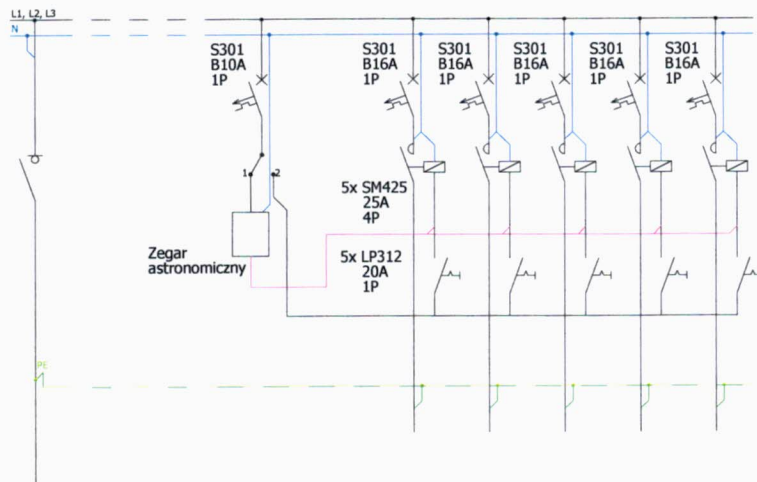 L1, L2, L3
N
S301
B10A
1P
S301
B16A
1P
S301
B16A
1P
S301
B16A
1P
S301
B16A
1P
S301
B16A
1P
1
2
5x SM425
25A
4P
Zegar
astronomiczny
5x LP312
20A
1P
PE